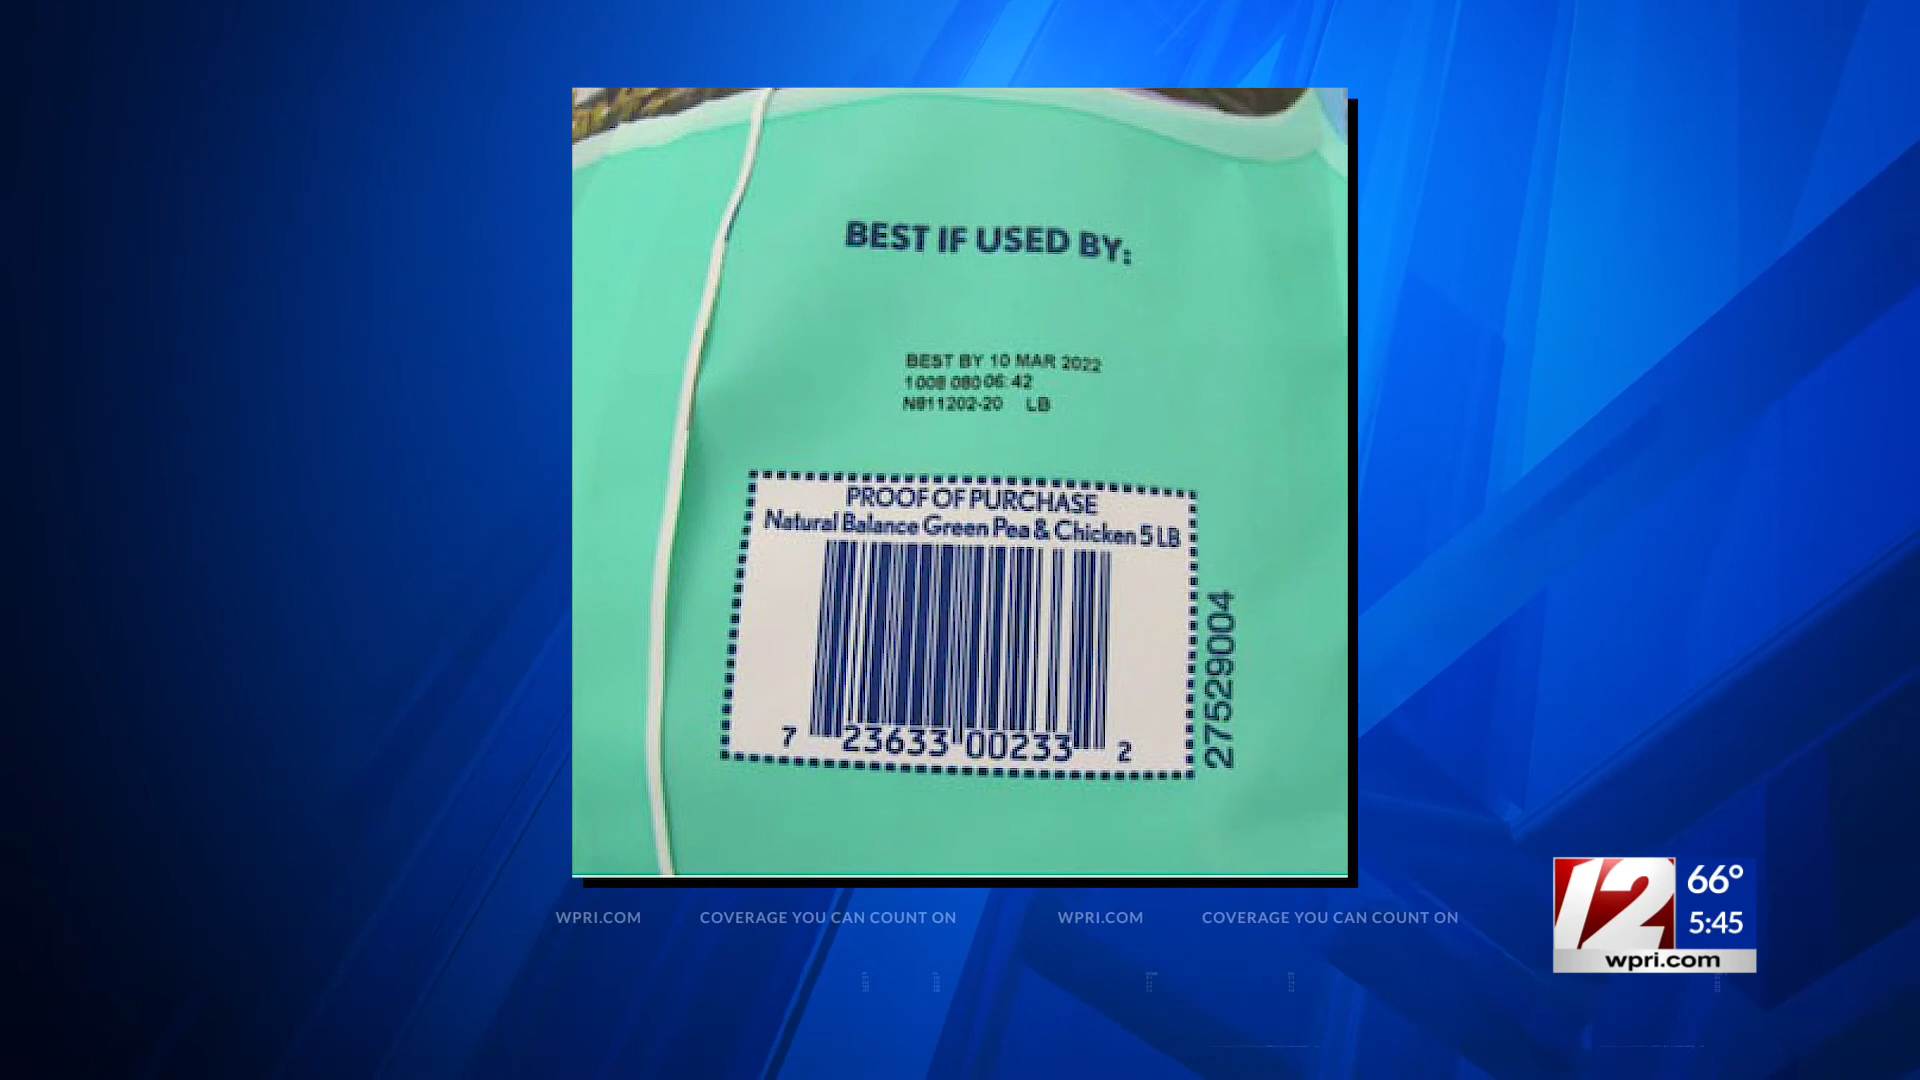 BEST IF USED BY:
BEST BY 10 MAR 2022
1 008 080 06:42
N811202-20 LB
PROOF OF PURCHASE
Natural Balance Green Pea & Chicken 5 LB
7 23633 00233 2
27529004
WPRI.COM COVERAGE YOU CAN COUNT ON WPRI.COM COVERAGE YOU CAN COUNT ON
12
66°
5:45
wpri.com